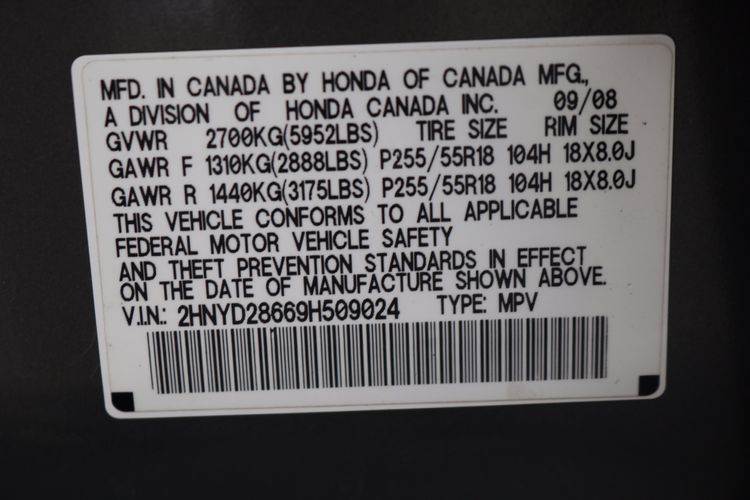 MFD. IN CANADA BY HONDA OF CANADA MFG.,
A DIVISION OF HONDA CANADA INC. 09/08
GVWR 2700KG(5952LBS) TIRE SIZE RIM SIZE
GAWR F 1310KG(2888LBS) P255/55R18 104H 18X8.0J
GAWR R 1440KG(3175LBS) P255/55R18 104H 18X8.0J
THIS VEHICLE CONFORMS TO ALL APPLICABLE
FEDERAL MOTOR VEHICLE SAFETY
AND THEFT PREVENTION STANDARDS IN EFFECT
ON THE DATE OF MANUFACTURE SHOWN ABOVE.
V.I.N.: 2HNYD28669H509024 TYPE: MPV